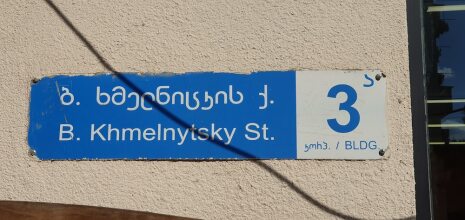 ბ. ხმელნიცკის ქ.
B. Khmelnytsky St.
3ა
კორპ. / BLDG